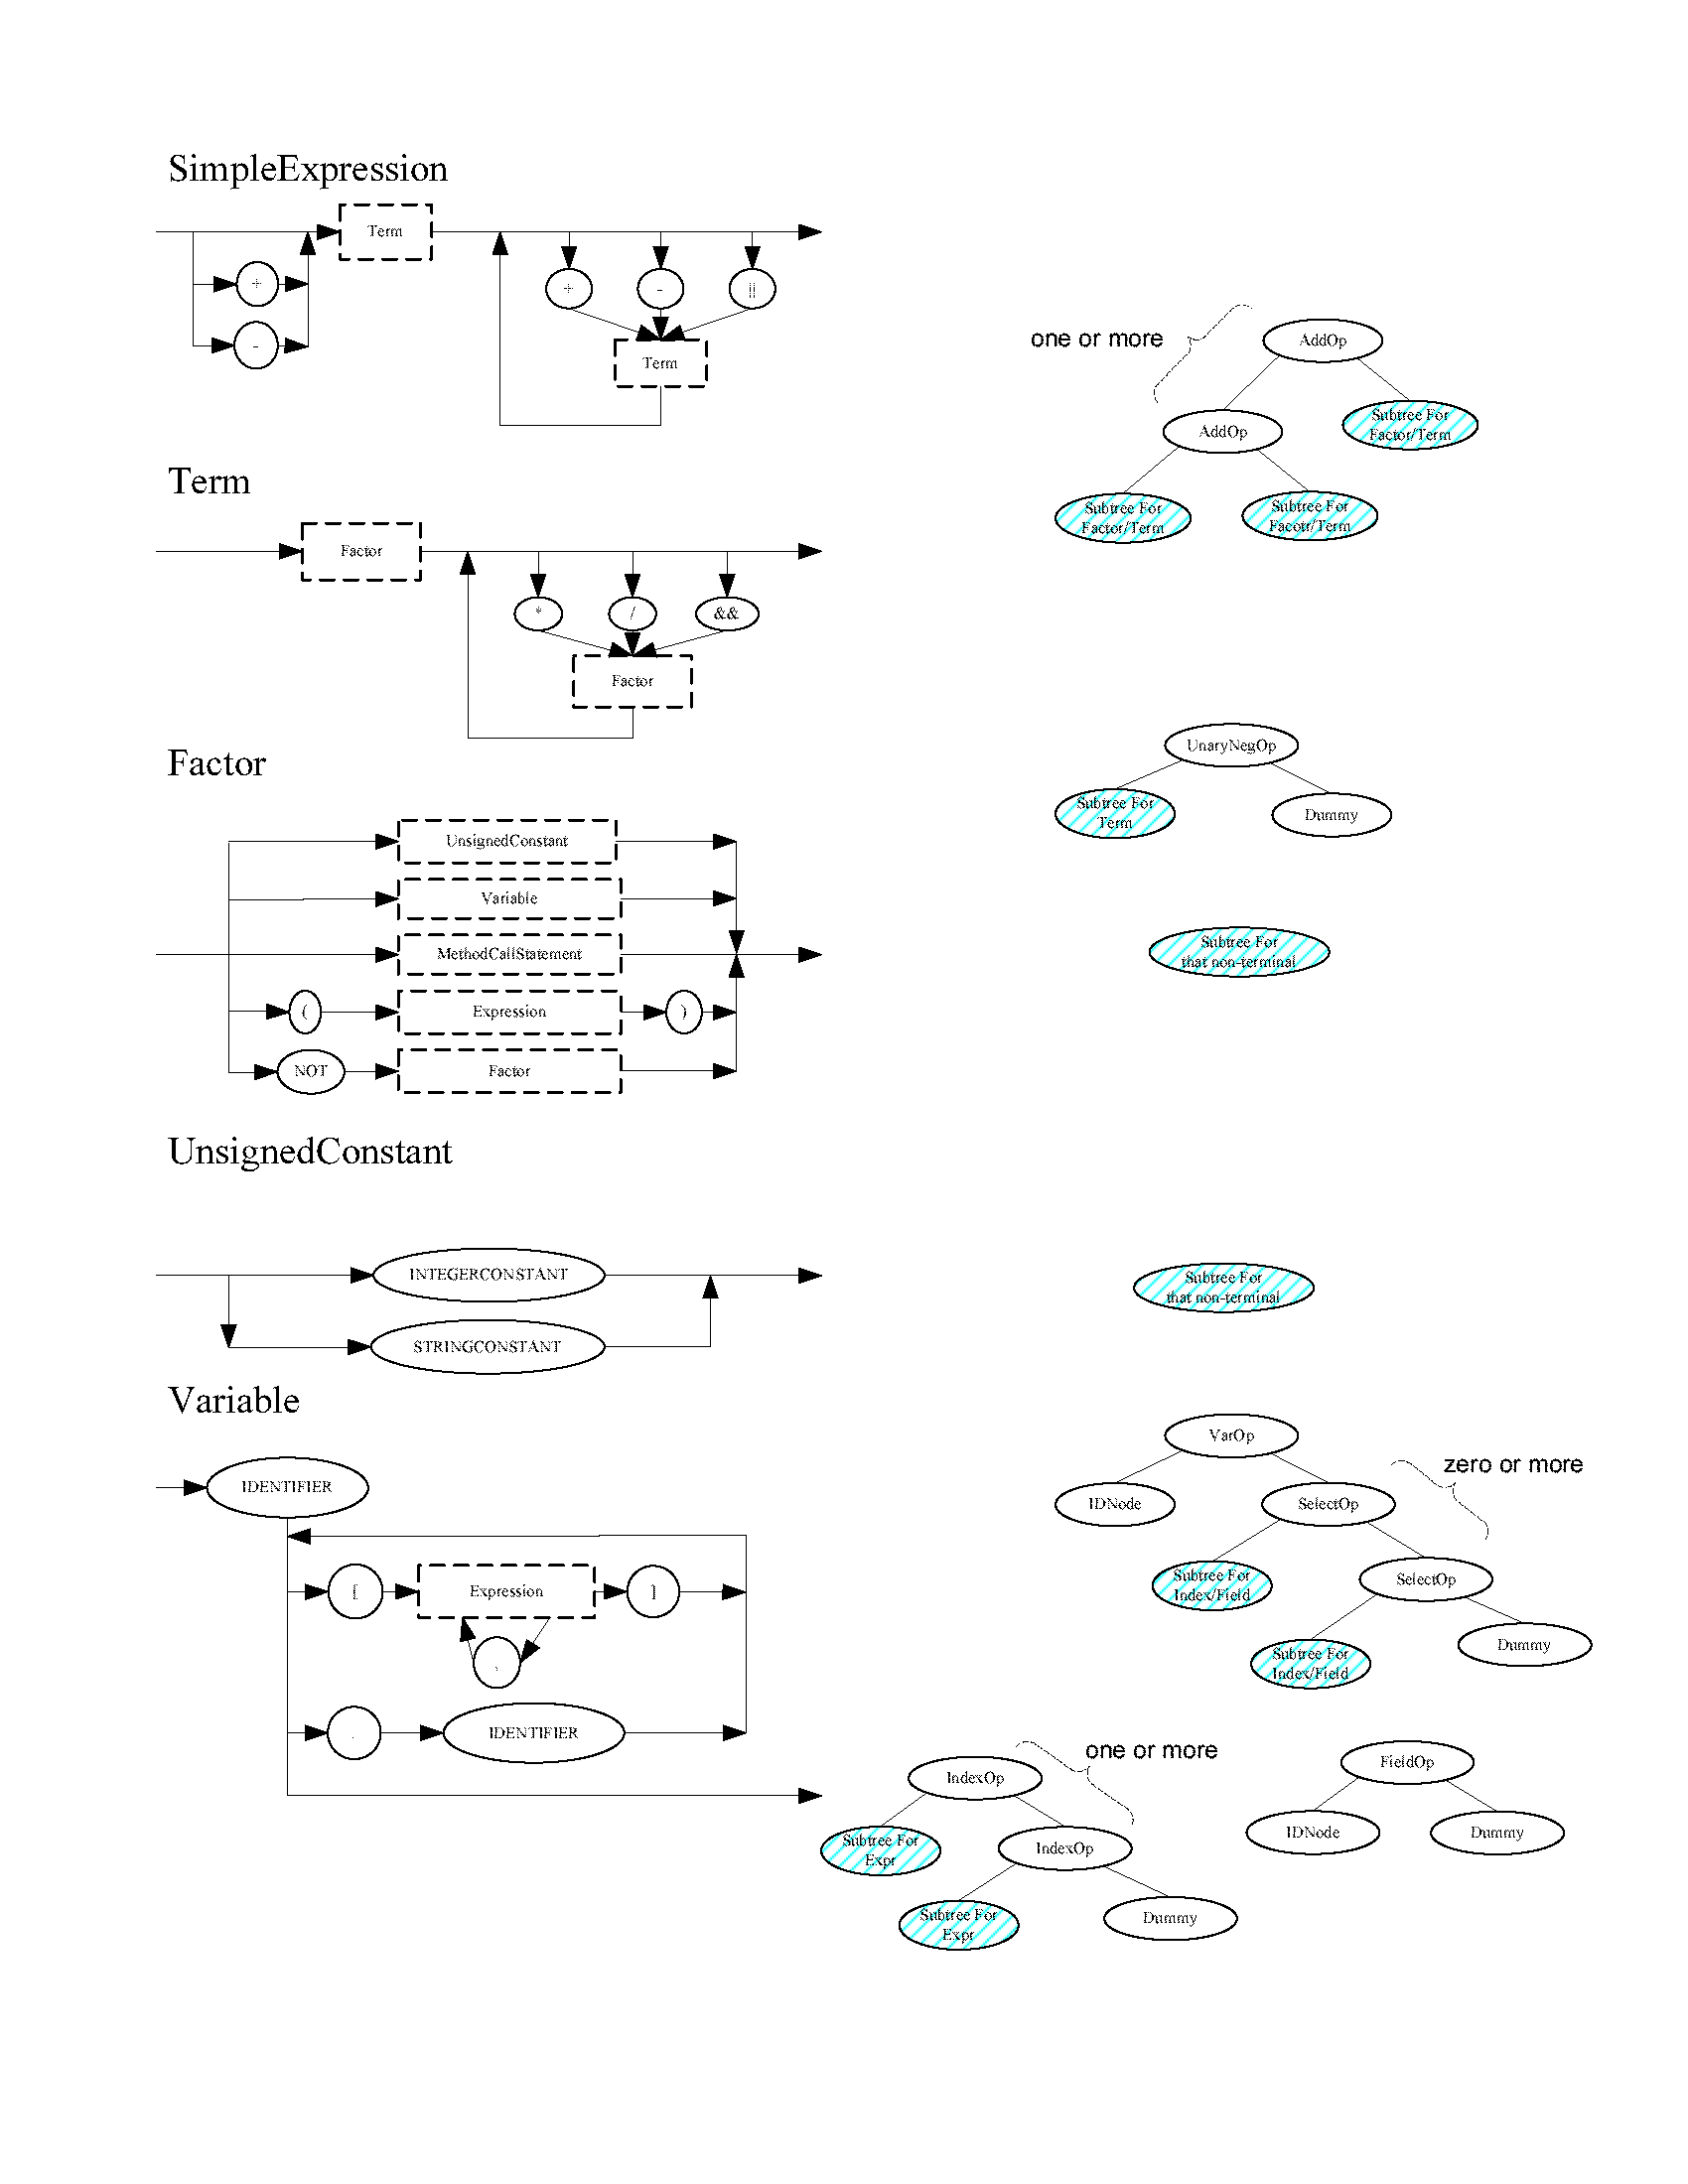 SimpleExpression
Term
+
-
+
-
||
Term
one or more
AddOp
AddOp
Subtree For
Factor/Term
Subtree For
Factor/Term
Subtree For
Facotr/Term
Term
Factor
*
/
&&
Factor
UnaryNegOp
Subtree For
Term
Dummy
Factor
UnsignedConstant
Variable
MethodCallStatement
(
Expression
)
NOT
Factor
Subtree For
that non-terminal
UnsignedConstant
INTEGERCONSTANT
STRINGCONSTANT
Subtree For
that non-terminal
Variable
IDENTIFIER
[
Expression
]
,
.
IDENTIFIER
VarOp
zero or more
IDNode
SelectOp
Subtree For
Index/Field
SelectOp
Subtree For
Index/Field
Dummy
IndexOp
one or more
Subtree For
Expr
IndexOp
Subtree For
Expr
Dummy
FieldOp
IDNode
Dummy